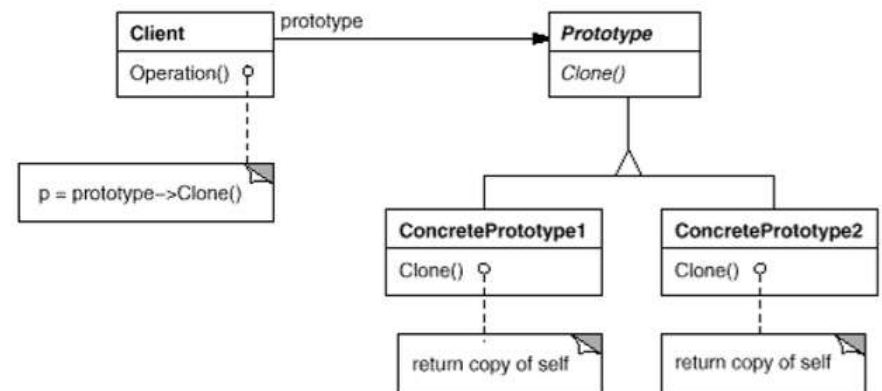 prototype
Client
Prototype
Operation()
Clone()
p = prototype->Clone()
ConcretePrototype1
ConcretePrototype2
Clone()
Clone()
return copy of self
return copy of self